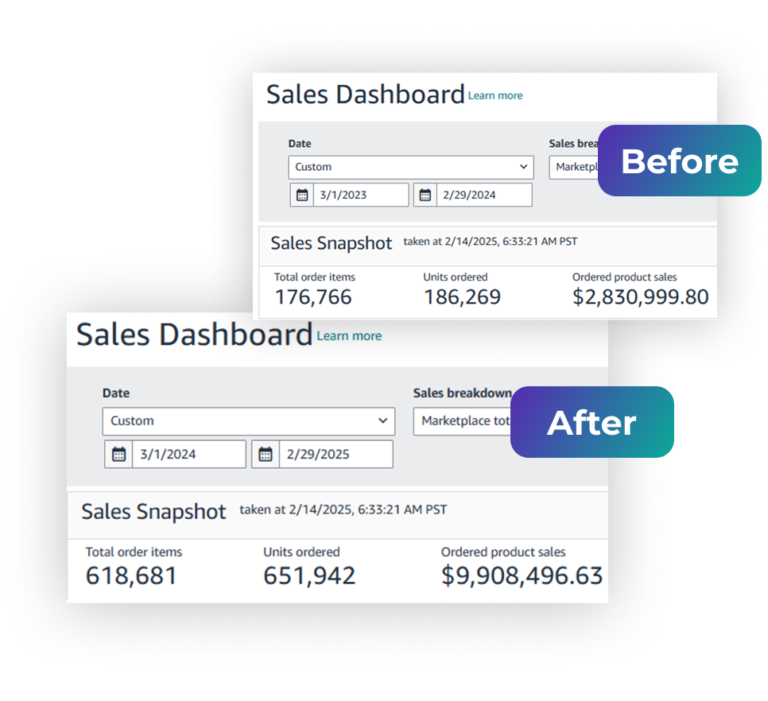 Sales Dashboard Learn more
Date
Sales brea
Before
Custom
Marketpl
3/1/2023
2/29/2024
Sales Snapshot taken at 2/14/2025, 6:33:21 AM PST
Total order items
Units ordered
Ordered product sales
176,766
186,269
$2,830,999.80
Sales Dashboard Learn more
Date
Sales breakdown
After
Custom
Marketplace tot
3/1/2024
2/29/2025
Sales Snapshot taken at 2/14/2025, 6:33:21 AM PST
Total order items
Units ordered
Ordered product sales
618,681
651,942
$9,908,496.63